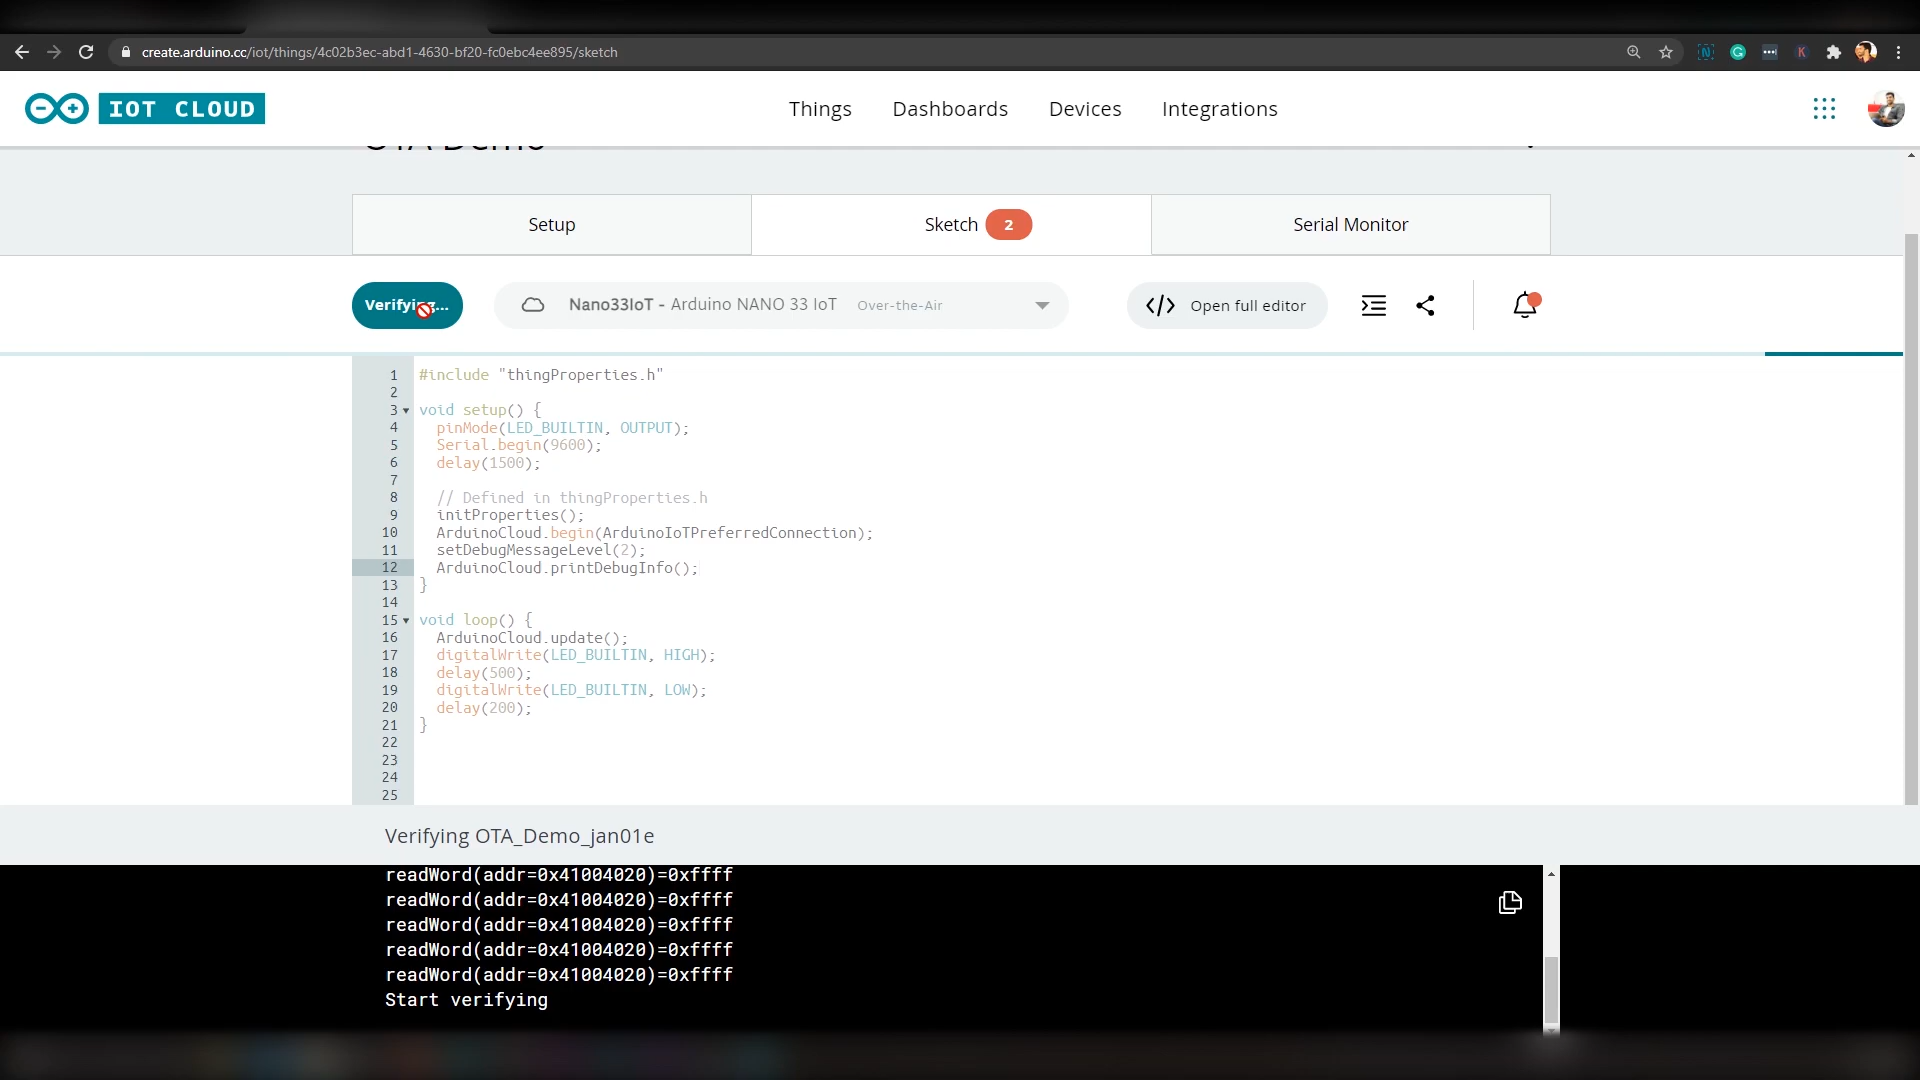 create.arduino.cc/iot/things/4c02b3ec-abd1-4630-bf20-fc0ebc4ee895/sketch
IOT CLOUD
Things
Dashboards
Devices
Integrations
OTA Demo
Setup
Sketch 2
Serial Monitor
Verifying...
Nano33IoT - Arduino NANO 33 IoT Over-the-Air
</> Open full editor
1 #include "thingProperties.h"
2
3 void setup() {
4 pinMode(LED_BUILTIN, OUTPUT);
5 Serial.begin(9600);
6 delay(1500);
7
8 // Defined in thingProperties.h
9 initProperties();
10 ArduinoCloud.begin(ArduinoIoTPreferredConnection);
11 setDebugMessageLevel(2);
12 ArduinoCloud.printDebugInfo();
13 }
14
15 void loop() {
16 ArduinoCloud.update();
17 digitalWrite(LED_BUILTIN, HIGH);
18 delay(500);
19 digitalWrite(LED_BUILTIN, LOW);
20 delay(200);
21 }
22
23
24
25
Verifying OTA_Demo_jan01e
readWord(addr=0x41004020)=0xffff
readWord(addr=0x41004020)=0xffff
readWord(addr=0x41004020)=0xffff
readWord(addr=0x41004020)=0xffff
readWord(addr=0x41004020)=0xffff
Start verifying